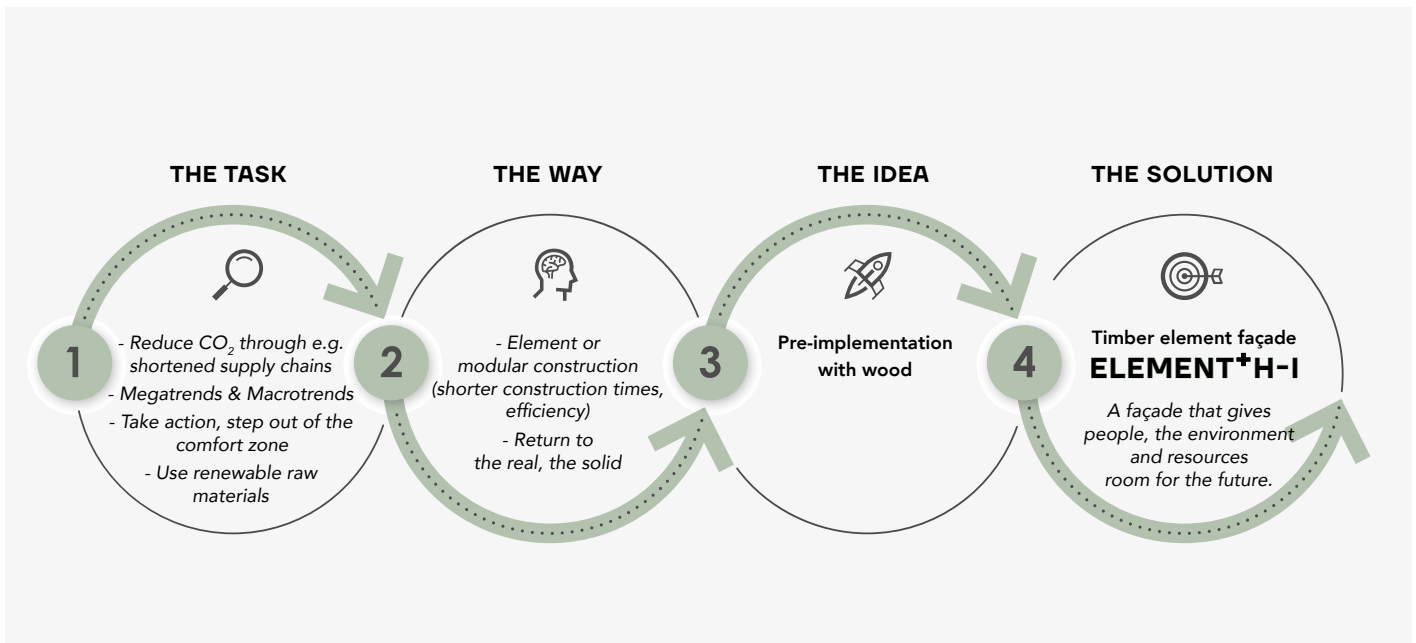 THE TASK
1
- Reduce CO₂ through e.g.
shortened supply chains
- Megatrends & Macrotrends
- Take action, step out of the
comfort zone
- Use renewable raw
materials
THE WAY
2
- Element or
modular construction
(shorter construction times,
efficiency)
- Return to
the real, the solid
THE IDEA
3
Pre-implementation
with wood
THE SOLUTION
4
Timber element façade
ELEMENT+H-I
A façade that gives
people, the environment
and resources
room for the future.